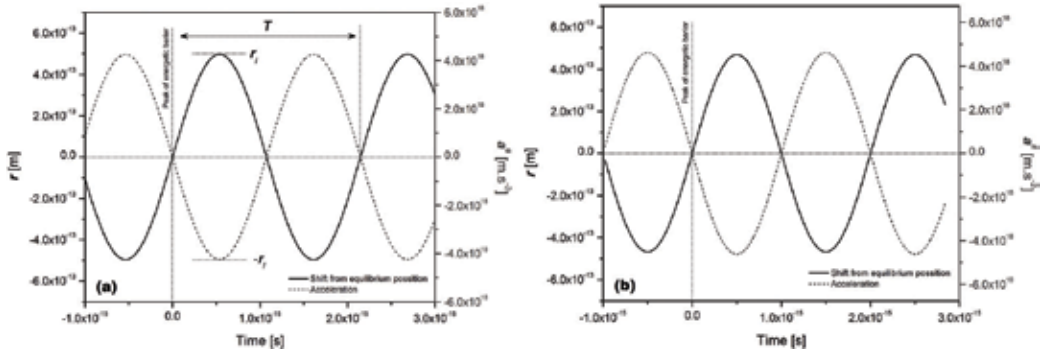 6.0x10⁻¹³
4.0x10⁻¹³
2.0x10⁻¹³
0.0
-2.0x10⁻¹³
-4.0x10⁻¹³
-6.0x10⁻¹³
r [m]
Peak of energetic barrier
T
rᵢ
-rᵢ
(a)
Shift from equilibrium possition
Acceleration
6.0x10¹⁸
4.0x10¹⁸
2.0x10¹⁸
0.0
-2.0x10¹⁸
-4.0x10¹⁸
-6.0x10¹⁸
[m.s⁻²]
-1.0x10⁻¹⁵
0.0
1.0x10⁻¹⁵
2.0x10⁻¹⁵
3.0x10⁻¹⁵
Time [s]
6.0x10⁻¹³
4.0x10⁻¹³
2.0x10⁻¹³
0.0
-2.0x10⁻¹³
-4.0x10⁻¹³
-6.0x10⁻¹³
r [m]
Peak of energetic barrier
(b)
Shift from equilibrium possition
Acceleration
6.0x10¹⁸
4.0x10¹⁸
2.0x10¹⁸
0.0
-2.0x10¹⁸
-4.0x10¹⁸
-6.0x10¹⁸
[m.s⁻²]
-1.0x10⁻¹⁵
0.0
1.0x10⁻¹⁵
2.0x10⁻¹⁵
3.0x10⁻¹⁵
Time [s]